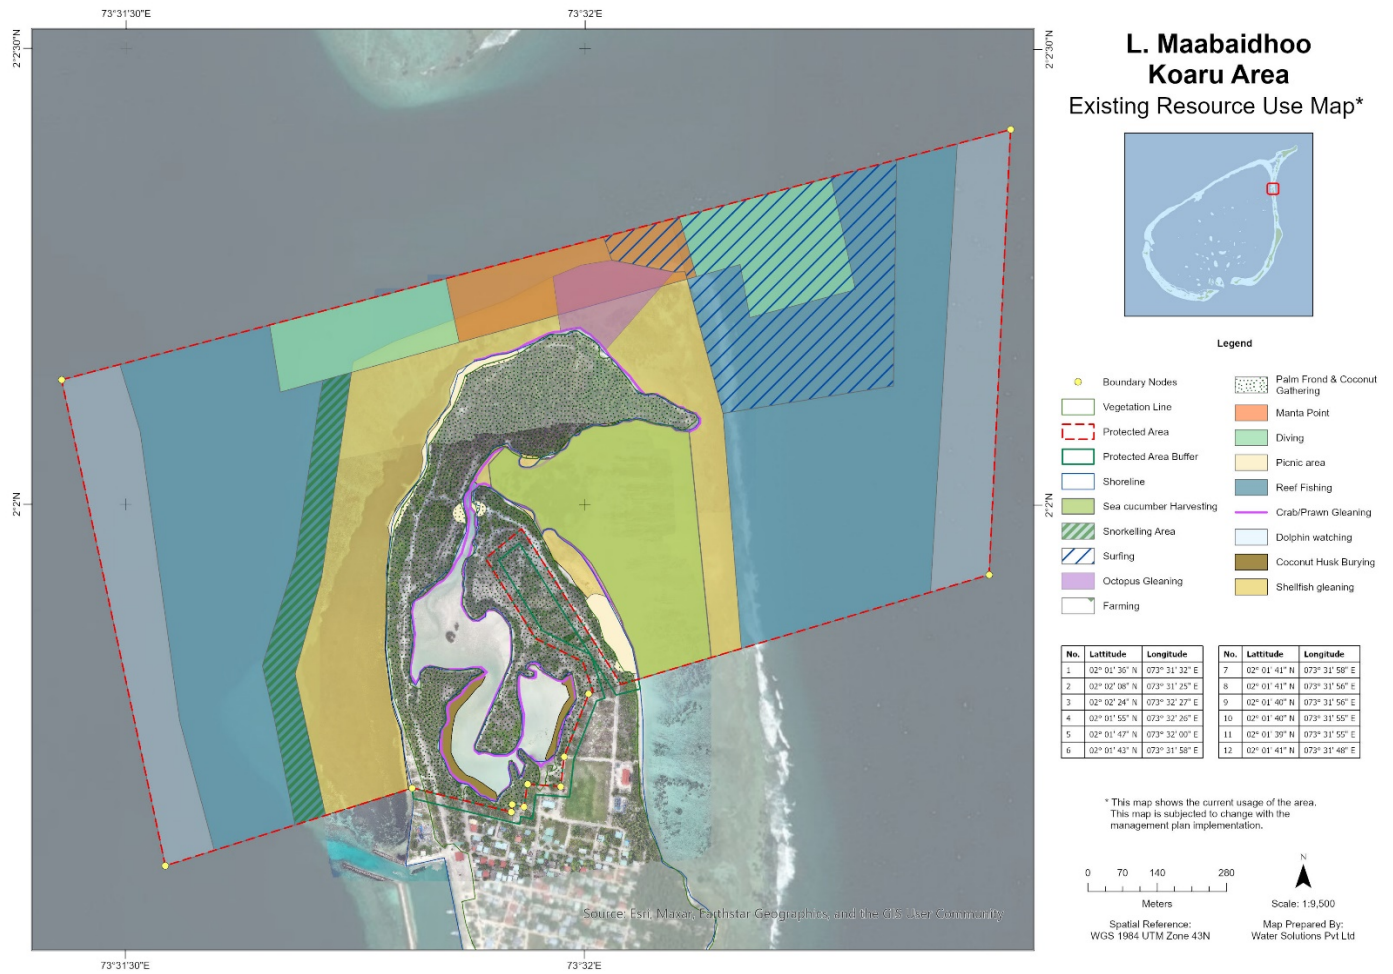 73°31'30"E
73°32'E
2°2'30"N
2°2'30"N
2°2'N
2°2'N
73°31'30"E
73°32'E
Source: Esri, Maxar, Earthstar Geographics, and the GIS User Community
L. Maabaidhoo
Koaru Area
Existing Resource Use Map*
Legend
Boundary Nodes
Vegetation Line
Protected Area
Protected Area Buffer
Shoreline
Sea cucumber Harvesting
Snorkelling Area
Surfing
Octopus Gleaning
Farming
Palm Frond & Coconut
Gathering
Manta Point
Diving
Picnic area
Reef Fishing
Crab/Prawn Gleaning
Dolphin watching
Coconut Husk Burying
Shellfish gleaning
No. Lattitude Longitude
1 02° 01' 36" N 073° 31' 32" E
2 02° 02' 08" N 073° 31' 25" E
3 02° 02' 24" N 073° 32' 27" E
4 02° 01' 55" N 073° 32' 26" E
5 02° 01' 47" N 073° 32' 00" E
6 02° 01' 43" N 073° 31' 58" E
No. Lattitude Longitude
7 02° 01' 41" N 073° 31' 58" E
8 02° 01' 41" N 073° 31' 56" E
9 02° 01' 40" N 073° 31' 56" E
10 02° 01' 40" N 073° 31' 55" E
11 02° 01' 39" N 073° 31' 55" E
12 02° 01' 41" N 073° 31' 48" E
* This map shows the current usage of the area.
This map is subjected to change with the
management plan implementation.
0 70 140 280
Meters
N
Scale: 1:9,500
Spatial Reference:
WGS 1984 UTM Zone 43N
Map Prepared By:
Water Solutions Pvt Ltd